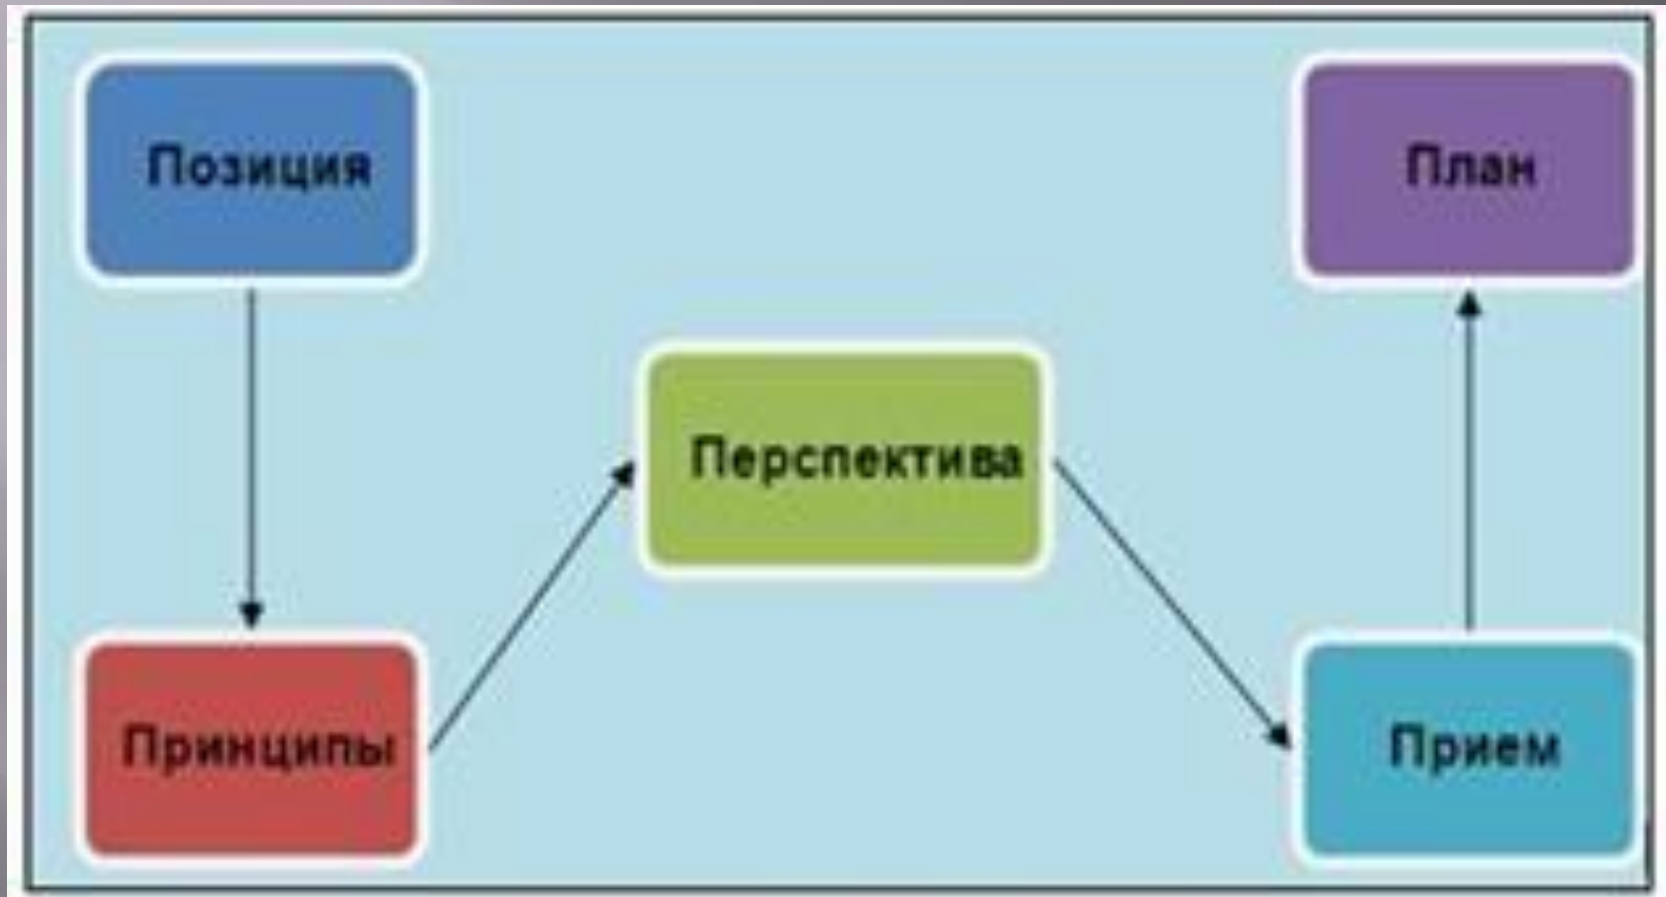 Позиция
План
Перспектива
Принципы
Прием